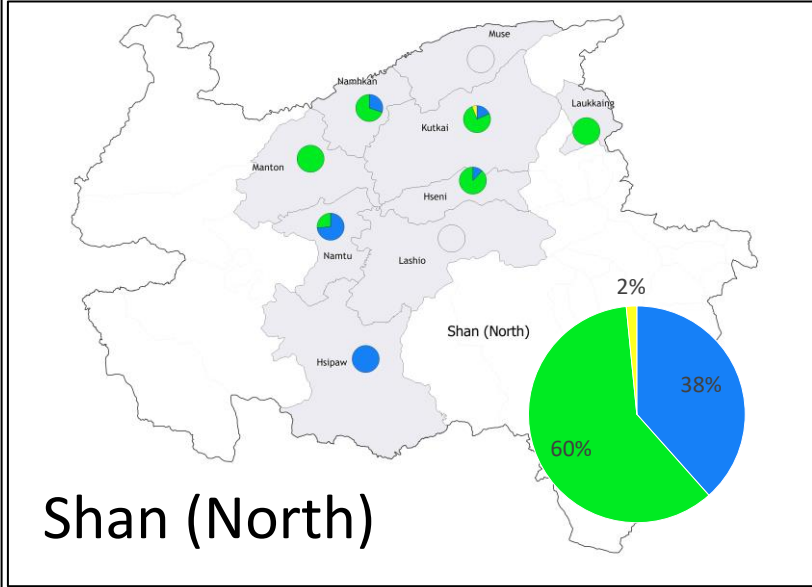 Muse
Namhkan
Laukkaing
Kutkai
Manton
Hseni
Namtu
Lashio
2%
Shan (North)
Hsipaw
38%
60%
Shan (North)